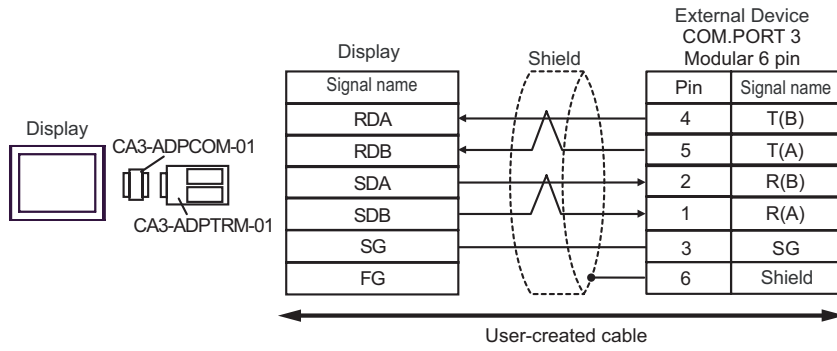 External Device
COM.PORT 3
Modular 6 pin
Display
Shield
Signal name
Pin
Signal name
RDA
4
T(B)
RDB
5
T(A)
SDA
2
R(B)
SDB
1
R(A)
SG
3
SG
FG
6
Shield
Display
CA3-ADPCOM-01
CA3-ADPTRM-01
User-created cable